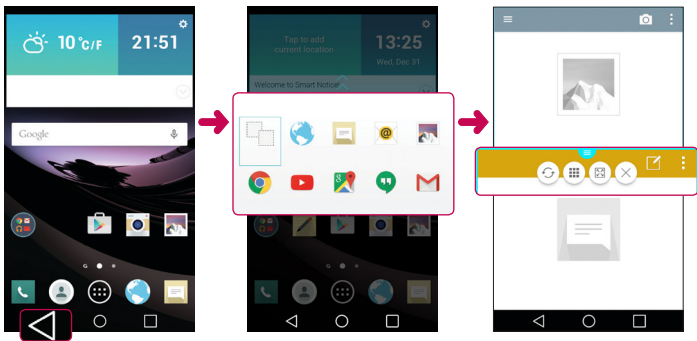 10°C/F
21:51
Google
Tap to add
current location
13:25
Wed, Dec 31
Welcome to Smart Notice!